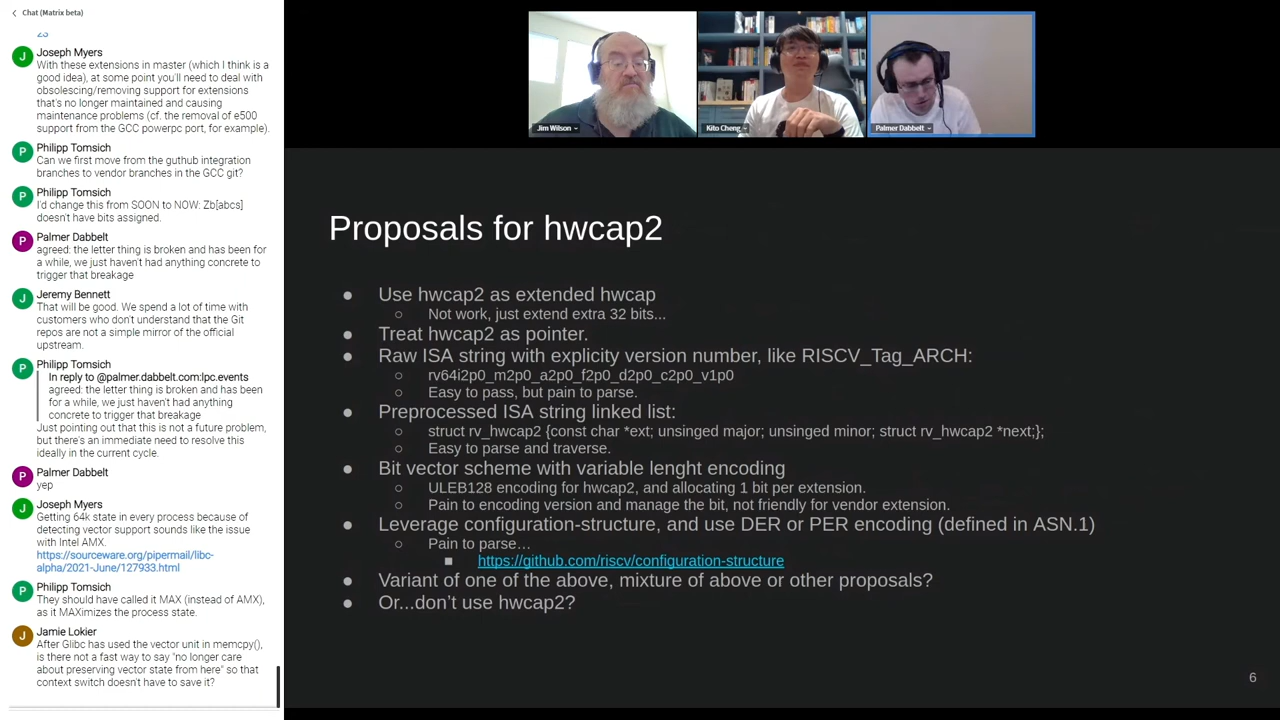 Chat (Matrix beta)
Joseph Myers
With these extensions in master (which I think is a
good idea), at some point you'll need to deal with
obsolescing/removing support for extensions
that's no longer maintained and causing
maintenance problems (cf. the removal of e500
support from the GCC powerpc port, for example).
Philipp Tomsich
Can we first move from the guthub integration
branches to vendor branches in the GCC git?
Philipp Tomsich
I'd change this from SOON to NOW: Zb[abcs]
doesn't have bits assigned.
Palmer Dabbelt
agreed: the letter thing is broken and has been for
a while, we just haven't had anything concrete to
trigger that breakage
Jeremy Bennett
That will be good. We spend a lot of time with
customers who don't understand that the Git
repos are not a simple mirror of the official
upstream.
Philipp Tomsich
In reply to @palmer.dabbelt.com:lpc.events
agreed: the letter thing is broken and has been
for a while, we just haven't had anything
concrete to trigger that breakage
Just pointing out that this is not a future problem,
but there's an immediate need to resolve this
ideally in the current cycle.
Palmer Dabbelt
yep
Joseph Myers
Getting 64k state in every process because of
detecting vector support sounds like the issue
with Intel AMX.
https://sourceware.org/pipermail/libc-
alpha/2021-June/127933.html
Philipp Tomsich
They should have called it MAX (instead of AMX),
as it MAXimizes the process state.
Jamie Lokier
After Glibc has used the vector unit in memcpy(),
is there not a fast way to say "no longer care
about preserving vector state from here" so that
context switch doesn't have to save it?
Jim Wilson
Kito Cheng
Palmer Dabbelt
Proposals for hwcap2
● Use hwcap2 as extended hwcap
○ Not work, just extend extra 32 bits...
● Treat hwcap2 as pointer.
● Raw ISA string with explicity version number, like RISCV_Tag_ARCH:
○ rv64i2p0_m2p0_a2p0_f2p0_d2p0_c2p0_v1p0
○ Easy to pass, but pain to parse.
● Preprocessed ISA string linked list:
○ struct rv_hwcap2 {const char *ext; unsinged major; unsinged minor; struct rv_hwcap2 *next;};
○ Easy to parse and traverse.
● Bit vector scheme with variable lenght encoding
○ ULEB128 encoding for hwcap2, and allocating 1 bit per extension.
○ Pain to encoding version and manage the bit, not friendly for vendor extension.
● Leverage configuration-structure, and use DER or PER encoding (defined in ASN.1)
○ Pain to parse…
■ https://github.com/riscv/configuration-structure
● Variant of one of the above, mixture of above or other proposals?
● Or...don't use hwcap2?
6